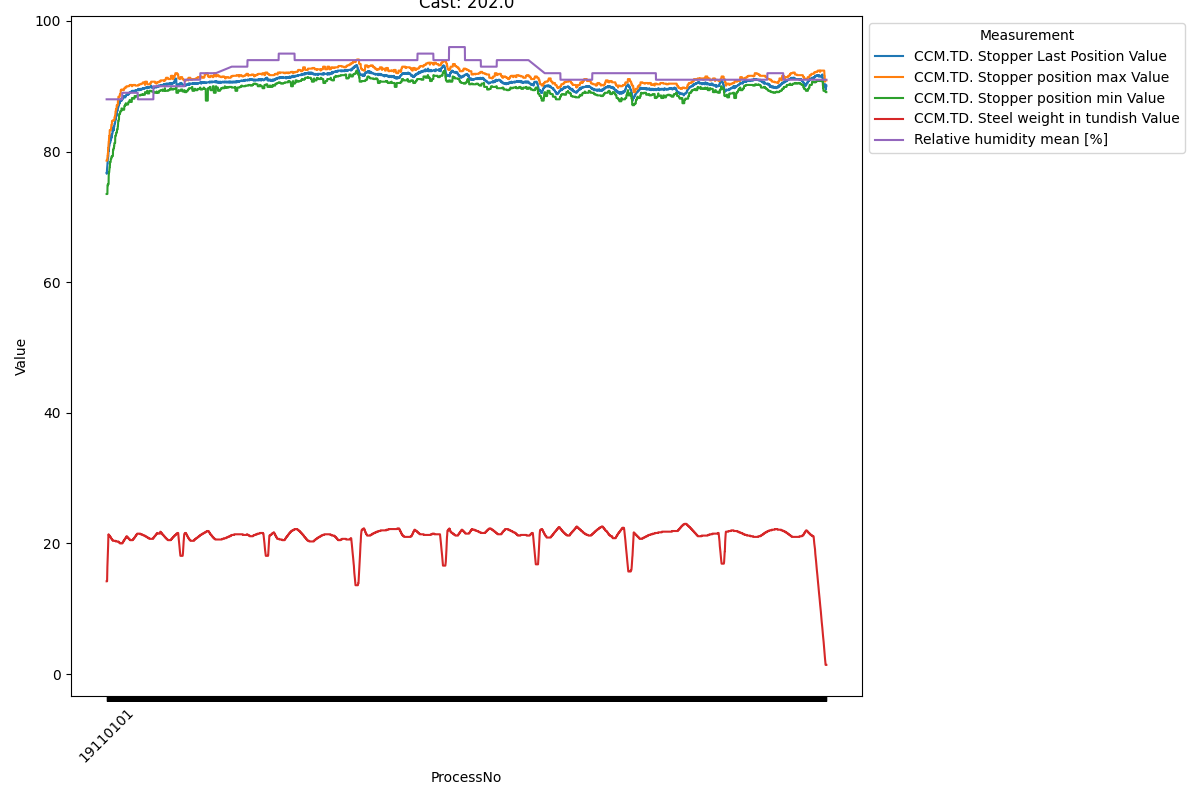 Cast: 202.0
100
80
60
40
20
0
Value
19110101
ProcessNo
Measurement
CCM.TD. Stopper Last Position Value
CCM.TD. Stopper position max Value
CCM.TD. Stopper position min Value
CCM.TD. Steel weight in tundish Value
Relative humidity mean [%]